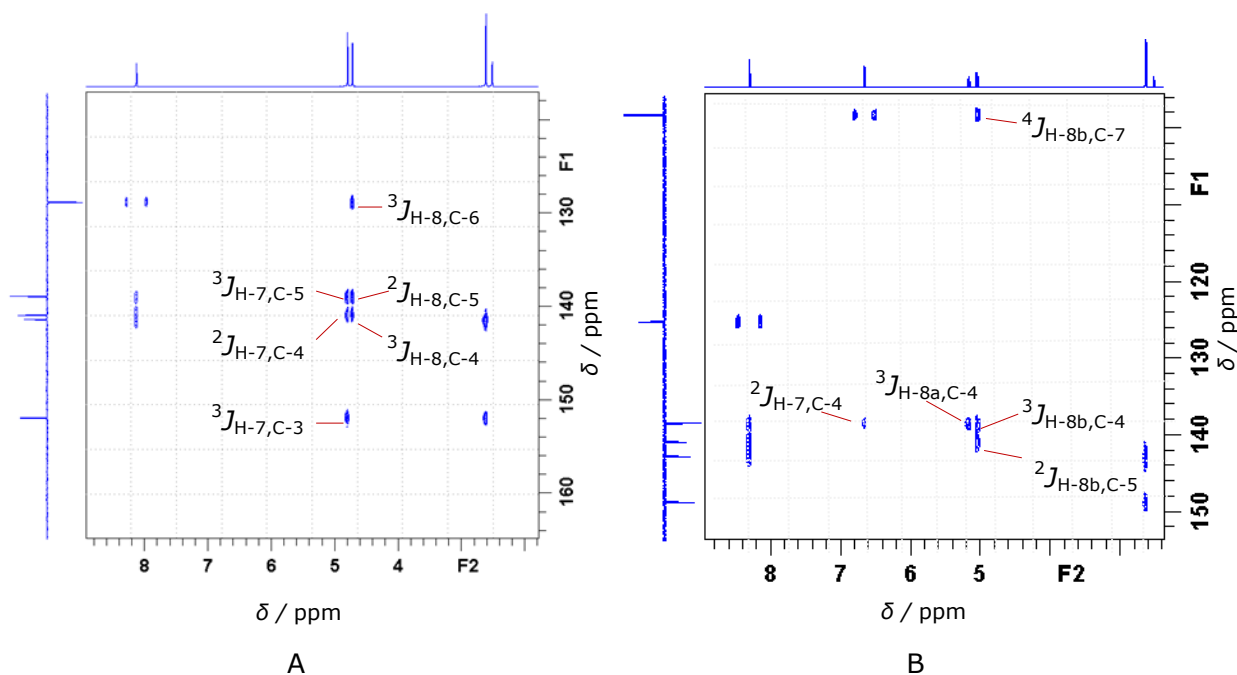 F1
130
140
150
160
δ / ppm
8 7 6 5 4 F2
δ / ppm
A
³J H-8,C-6
³J H-7,C-5
²J H-8,C-5
²J H-7,C-4
³J H-8,C-4
³J H-7,C-3
F1
120
130
140
150
δ / ppm
8 7 6 5 F2
δ / ppm
B
⁴J H-8b,C-7
²J H-7,C-4
³J H-8a,C-4
³J H-8b,C-4
²J H-8b,C-5